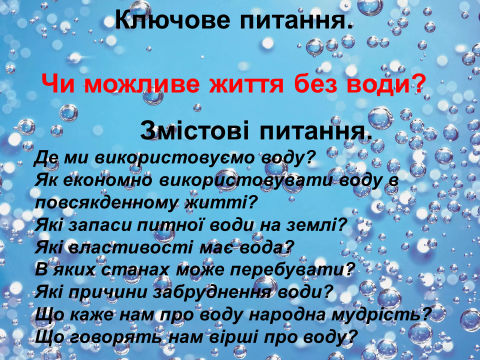 Ключове питання.
Чи можливе життя без води?
Змістові питання.
Де ми використовуємо воду?
Як економно використовувати воду в
повсякденному житті?
Які запаси питної води на землі?
Які властивості має вода?
В яких станах може перебувати?
Які причини забруднення води?
Що каже нам про воду народна мудрість?
Що говорять нам вірші про воду?